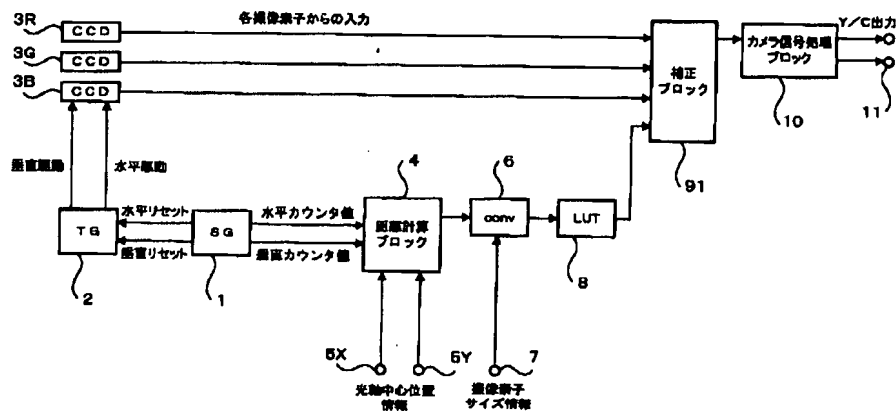 3R
CCD
各撮像素子からの入力
3G
CCD
3B
CCD
補正
ブロック
91
カメラ信号処理
ブロック
10
Y/C出力
11
垂直駆動
水平駆動
TG
2
水平リセット
垂直リセット
SG
1
水平カウンタ値
垂直カウンタ値
4
距離計算
ブロック
6
conv
LUT
8
5X
5Y
光軸中心位置
情報
7
撮像素子
サイズ情報